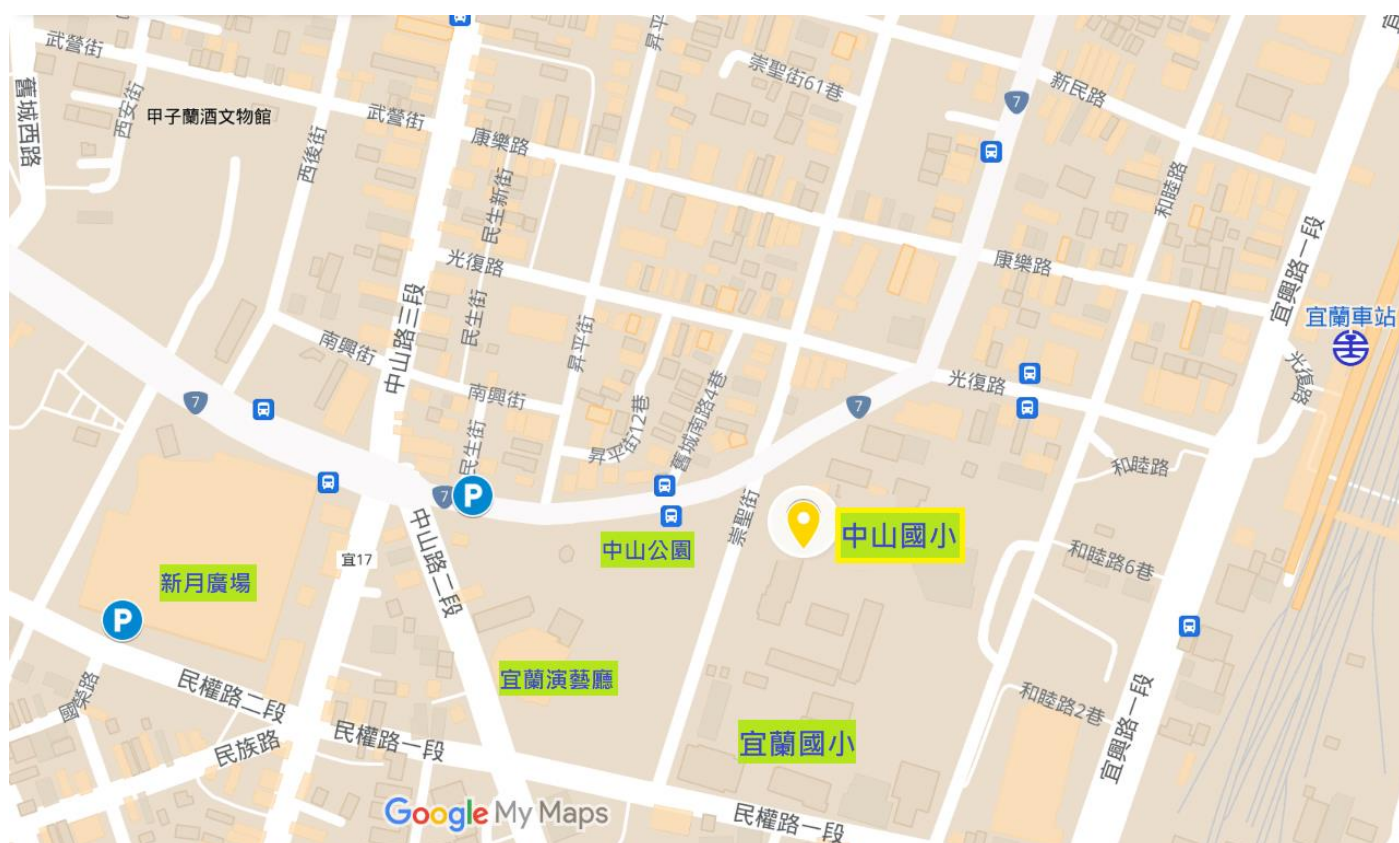 武營街
昇平
宜
舊城西路
西安街
甲子蘭酒文物館
西後街
武營街
康樂路
崇聖街61巷
7
新民路
民生新街
和睦路
光復路
康樂路
宜興路一段
中山路三段
民生街
昇平街
宜蘭車站
南興街
7
南興街
舊城南路4巷
7
光復路
光復路
民生街
昇平街12巷
和睦路
7
P
崇聖街
中山國小
中山路二段
中山公園
宜17
和睦路6巷
新月廣場
P
宜蘭演藝廳
國榮路
民權路二段
和睦路2巷
宜興路一段
民族路
民權路一段
宜蘭國小
Google My Maps
民權路一段